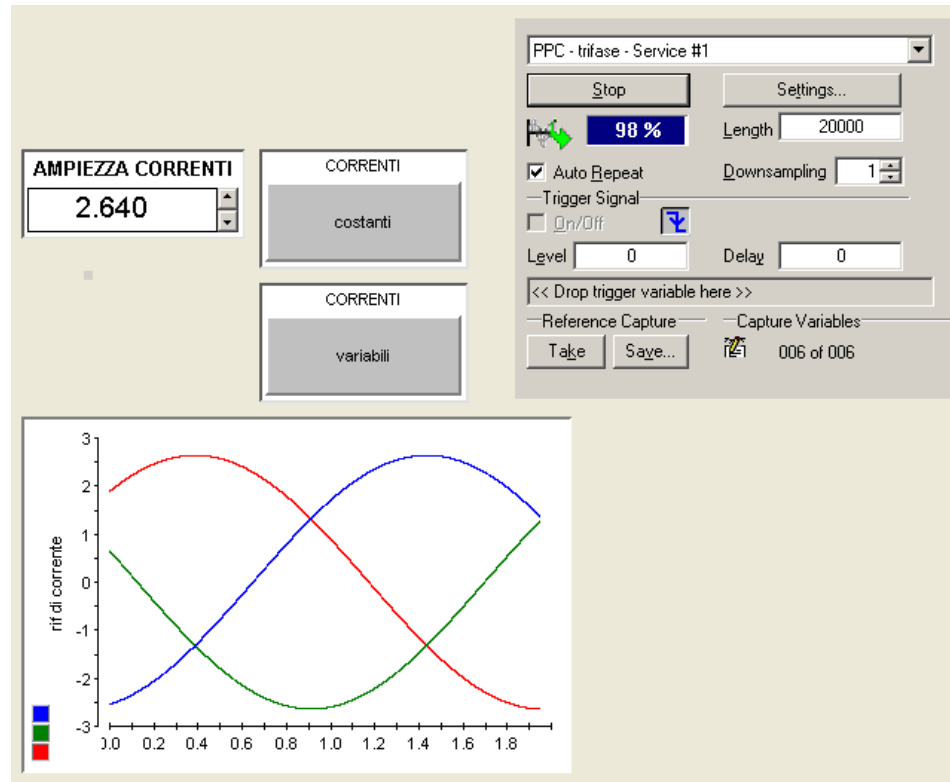 PPC - trifase - Service #1
Stop
Settings...
98 %
Length 20000
Auto Repeat
Downsampling 1
Trigger Signal
On/Off
Level 0
Delay 0
<< Drop trigger variable here >>
Reference Capture
Capture Variables
Take
Save...
006 of 006
AMPIEZZA CORRENTI
2.640
CORRENTI
costanti
CORRENTI
variabili
rif di corrente
3
2
1
0
-1
-2
-3
0.0 0.2 0.4 0.6 0.8 1.0 1.2 1.4 1.6 1.8